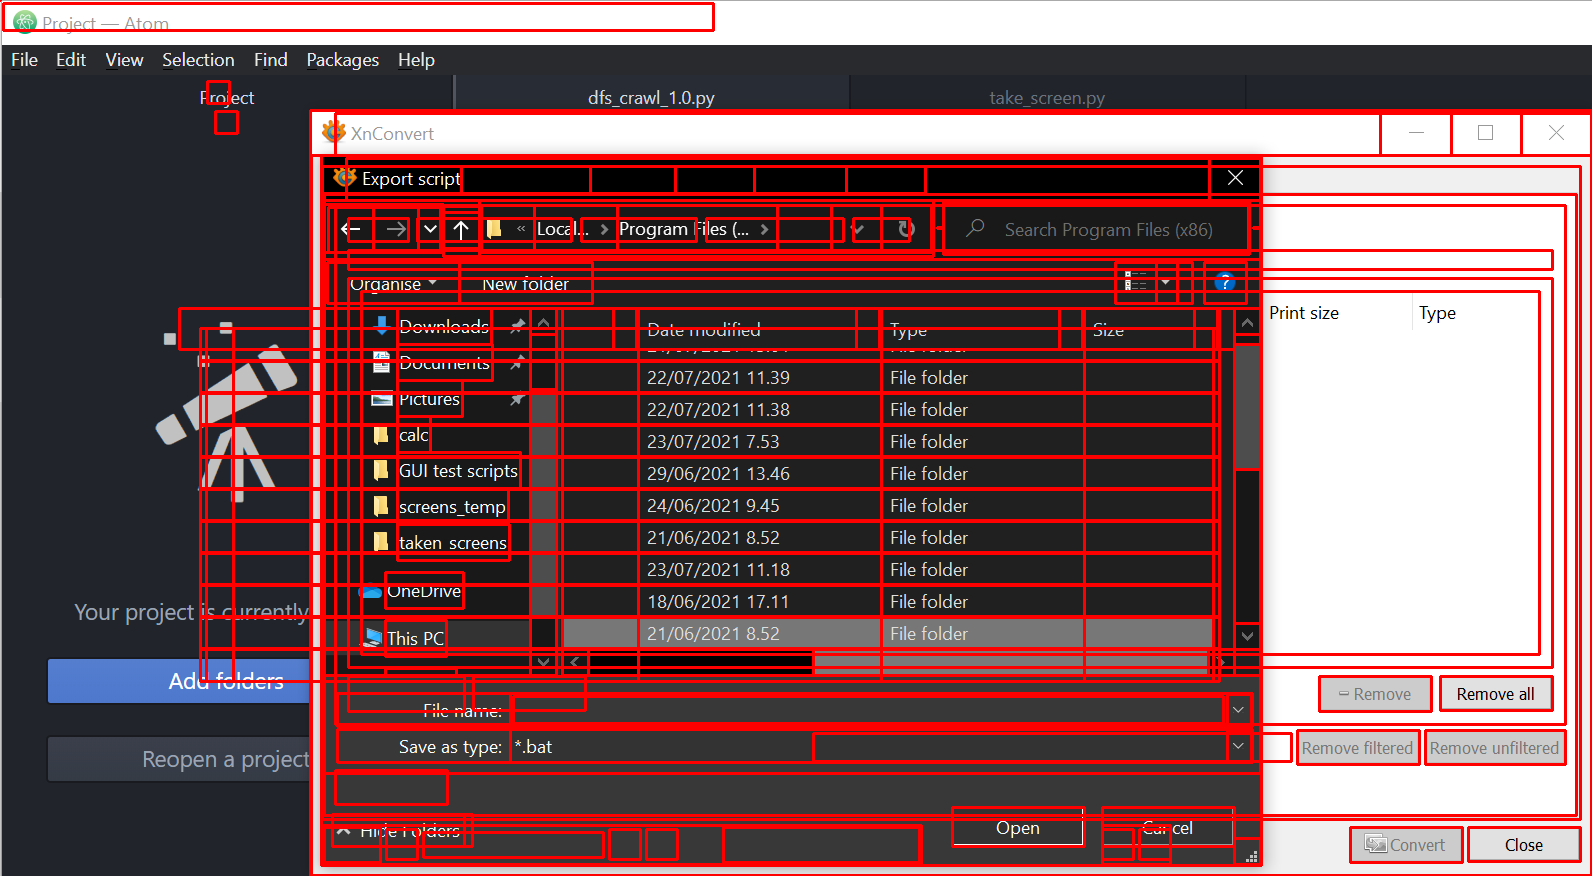 Project — Atom
File Edit View Selection Find Packages Help
Project dfs_crawl_1.0.py take_screen.py
XnConvert
Export script
« Local... > Program Files (... > Search Program Files (x86)
Organise New folder
Print size Type
Downloads Date modified Type Size
Documents
22/07/2021 11.39 File folder
Pictures
22/07/2021 11.38 File folder
calc
23/07/2021 7.53 File folder
GUI test scripts
29/06/2021 13.46 File folder
screens_temp
24/06/2021 9.45 File folder
taken_screens
21/06/2021 8.52 File folder
23/07/2021 11.18 File folder
OneDrive
18/06/2021 17.11 File folder
This PC
21/06/2021 8.52 File folder
Your project is currently
Add folders
Reopen a project
File name:
Save as type: *.bat
Remove Remove all
Remove filtered Remove unfiltered
Hide Folders Open Cancel
Convert Close